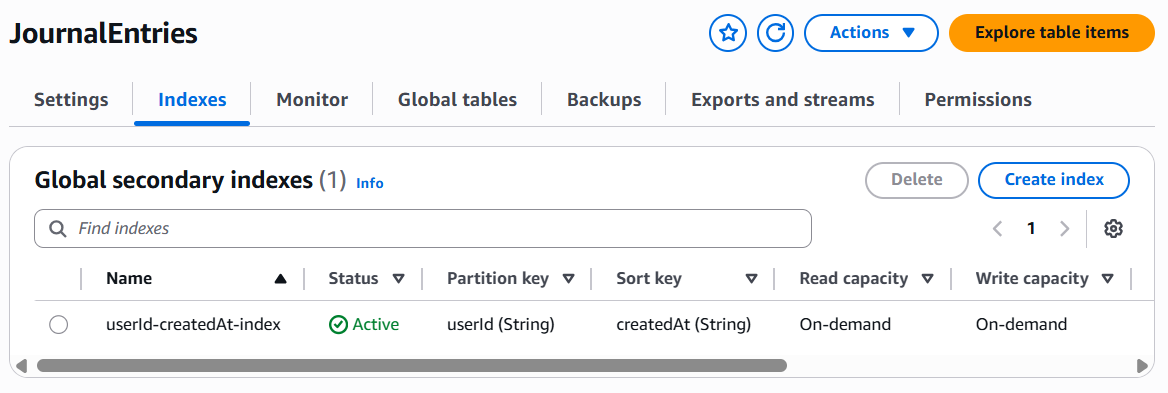 JournalEntries
Actions
Explore table items
Settings
Indexes
Monitor
Global tables
Backups
Exports and streams
Permissions
Global secondary indexes (1) Info
Delete
Create index
Find indexes
1
Name Status Partition key Sort key Read capacity Write capacity
userId-createdAt-index Active userId (String) createdAt (String) On-demand On-demand